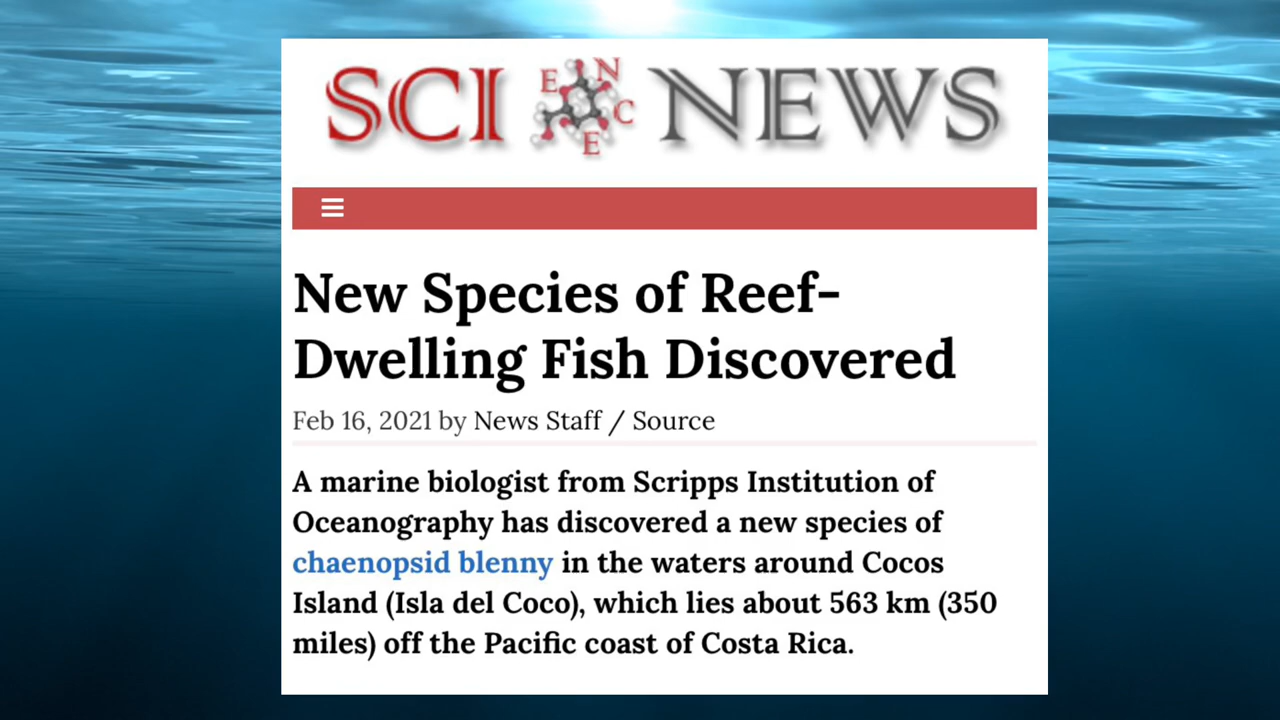 SCIENCE NEWS
New Species of Reef-
Dwelling Fish Discovered
Feb 16, 2021 by News Staff / Source
A marine biologist from Scripps Institution of
Oceanography has discovered a new species of
chaenopsid blenny in the waters around Cocos
Island (Isla del Coco), which lies about 563 km (350
miles) off the Pacific coast of Costa Rica.